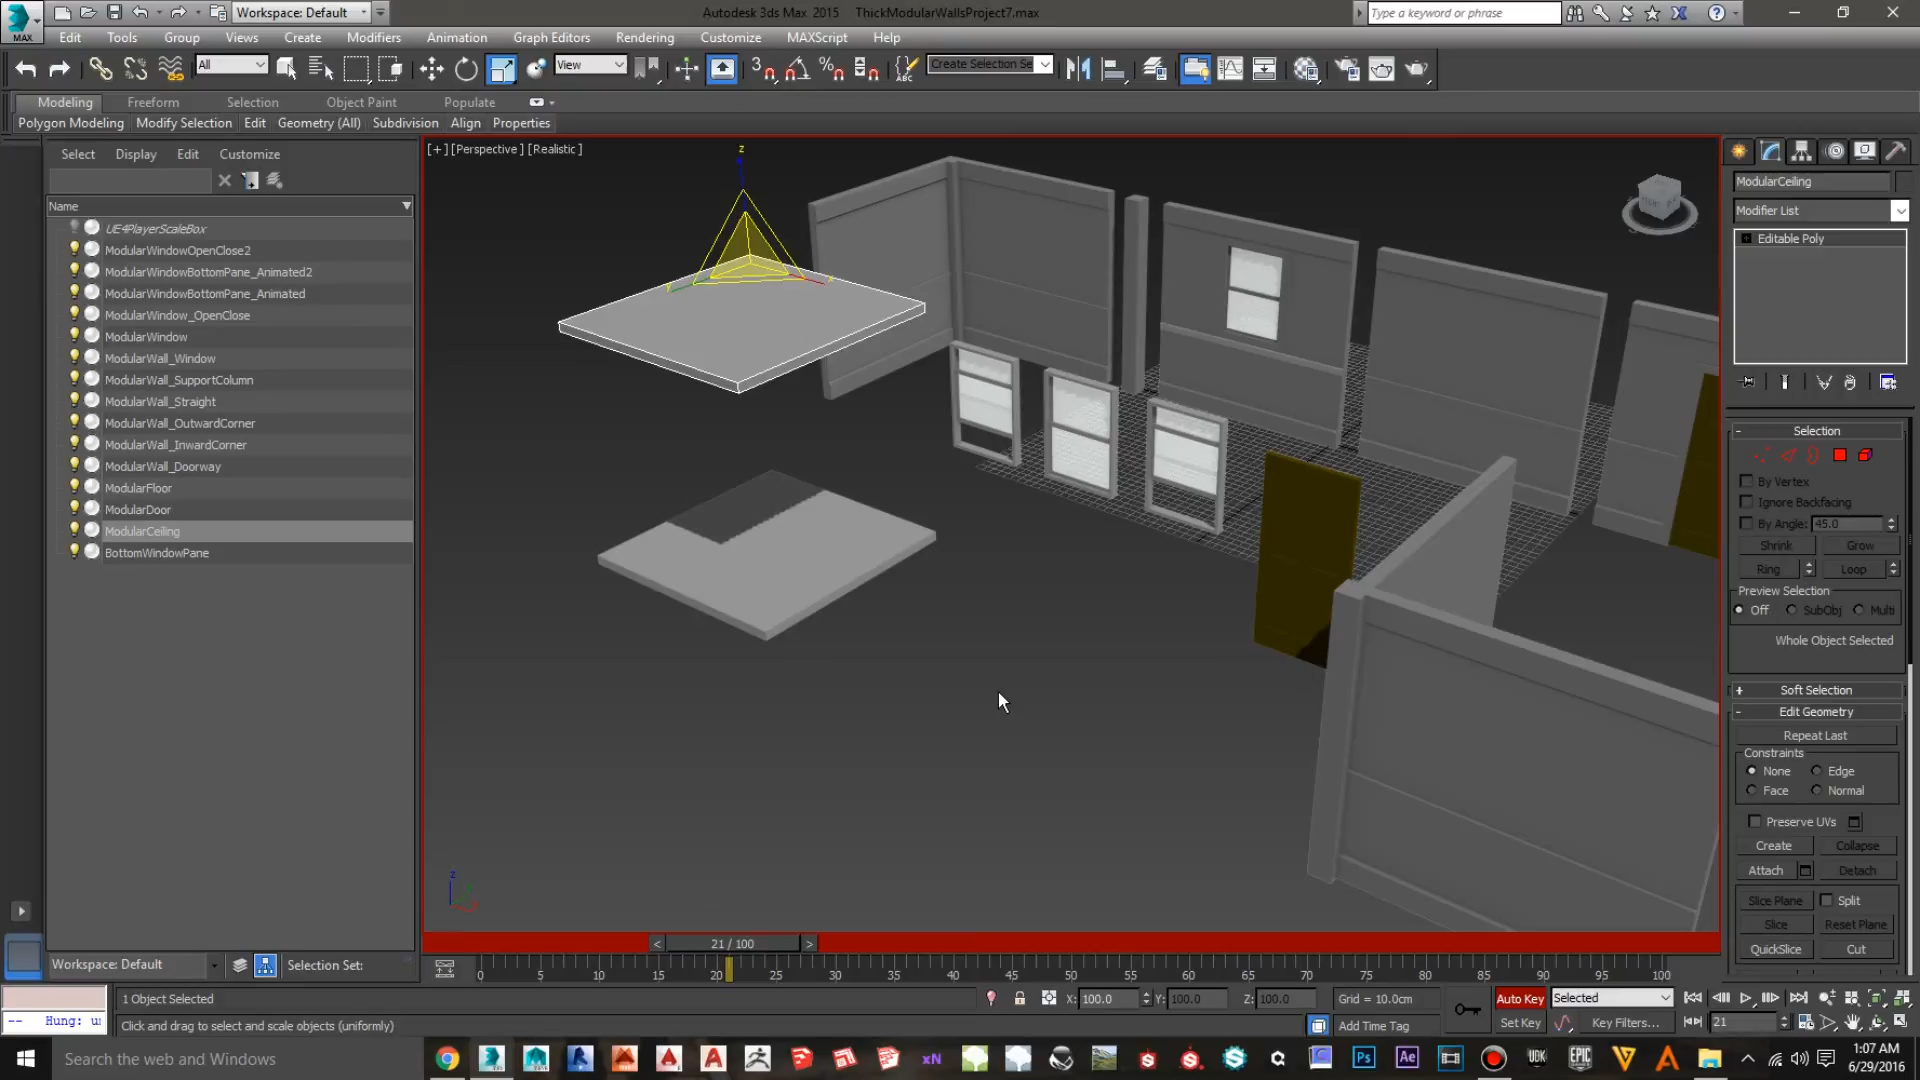 MAX
Workspace: Default
Autodesk 3ds Max 2015 ThickModularWallsProject7.max
Type a keyword or phrase
Edit Tools Group Views Create Modifiers Animation Graph Editors Rendering Customize MAXScript Help
All
View
Create Selection Se
Modeling Freeform Selection Object Paint Populate
Polygon Modeling Modify Selection Edit Geometry (All) Subdivision Align Properties
Select Display Edit Customize
Name
UE4PlayerScaleBox
ModularWindowOpenClose2
ModularWindowBottomPane_Animated2
ModularWindowBottomPane_Animated
ModularWindow_OpenClose
ModularWindow
ModularWall_Window
ModularWall_SupportColumn
ModularWall_Straight
ModularWall_OutwardCorner
ModularWall_InwardCorner
ModularWall_Doorway
ModularFloor
ModularDoor
ModularCeiling
BottomWindowPane
Workspace: Default
Selection Set:
[+] [Perspective ] [Realistic ]
z
z
ModularCeiling
Modifier List
Editable Poly
Selection
By Vertex
Ignore Backfacing
By Angle: 45.0
Shrink Grow
Ring Loop
Preview Selection
Off SubObj Multi
Whole Object Selected
Soft Selection
Edit Geometry
Repeat Last
Constraints
None Edge
Face Normal
Preserve UVs
Create Collapse
Attach Detach
Slice Plane Split
Slice Reset Plane
QuickSlice Cut
< 21 / 100 >
0 5 10 15 20 25 30 35 40 45 50 55 60 65 70 75 80 85 90 95 100
1 Object Selected
X: 100.0 Y: 100.0 Z: 100.0 Grid = 10.0cm
Auto Key Selected
-- Hung: u
Click and drag to select and scale objects (uniformly)
Add Time Tag
Set Key Key Filters... 21
Search the web and Windows
xN
Ps Ae
UDK EPIC
1:07 AM
6/29/2016